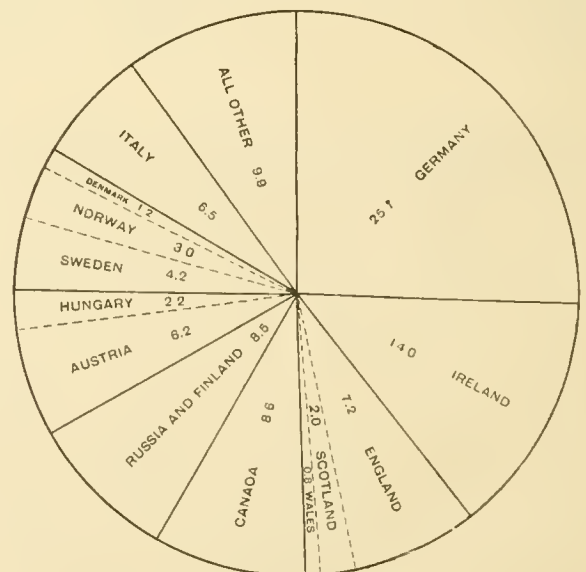 GERMANY
25.7
IRELAND
14.0
ENGLAND
7.2
SCOTLAND
2.0
0.8 WALES
CANADA
8.6
RUSSIA AND FINLAND 8.5
AUSTRIA 6.2
HUNGARY 2.2
SWEDEN 4.2
NORWAY 3.0
DENMARK 1.2
ITALY 6.5
ALL OTHER 9.9